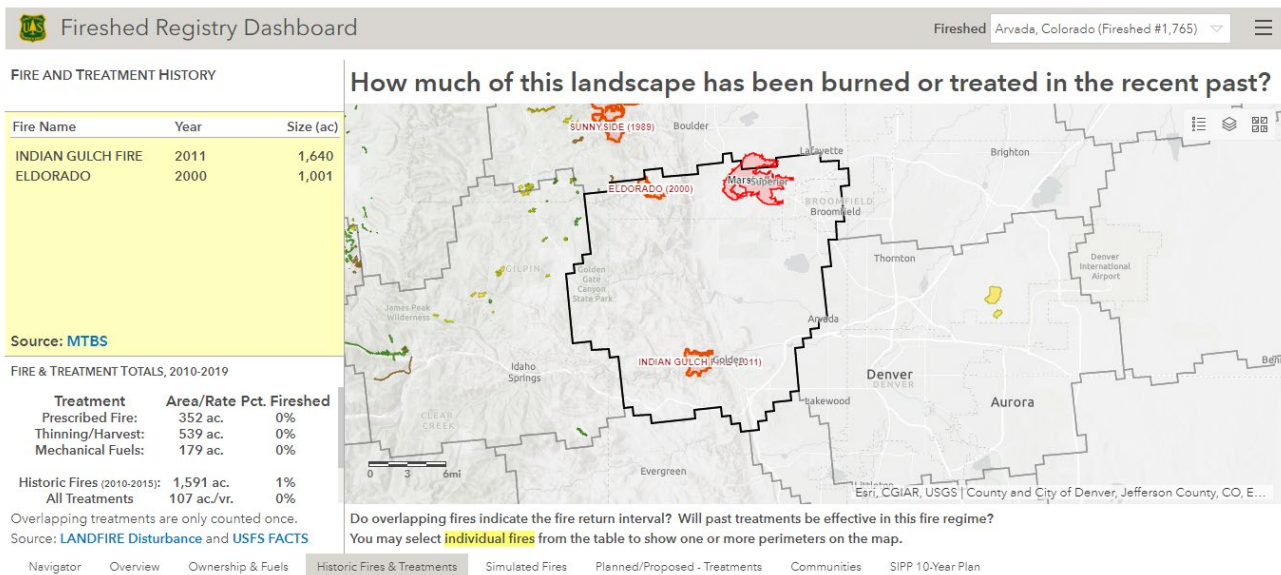 Fireshed Registry Dashboard
Fireshed Arvada, Colorado (Fireshed #1,765)
FIRE AND TREATMENT HISTORY
Fire Name Year Size (ac)
INDIAN GULCH FIRE 2011 1,640
ELDORADO 2000 1,001
Source: MTBS
FIRE & TREATMENT TOTALS, 2010-2019
Treatment Area/Rate Pct. Fireshed
Prescribed Fire: 352 ac. 0%
Thinning/Harvest: 539 ac. 0%
Mechanical Fuels: 179 ac. 0%
Historic Fires (2010-2015): 1,591 ac. 1%
All Treatments 107 ac./yr. 0%
Overlapping treatments are only counted once.
Source: LANDFIRE Disturbance and USFS FACTS
How much of this landscape has been burned or treated in the recent past?
SUNNYSIDE (1989)
Boulder
Lafayette
Brighton
ELDORADO (2000)
Superior
BROOMFIELD
Broomfield
GILPIN
Golden
Gate
Canyon
State Park
Thornton
Denver
International
Airport
James Peak
Wilderness
Arvada
INDIAN GULCH FIRE (2011)
Golden
Idaho
Springs
Denver
DENVER
Lakewood
Aurora
CLEAR
CREEK
Evergreen
Littleton
0 3 6mi
Esri, CGIAR, USGS | County and City of Denver, Jefferson County, CO, E...
Do overlapping fires indicate the fire return interval? Will past treatments be effective in this fire regime?
You may select individual fires from the table to show one or more perimeters on the map.
Navigator Overview Ownership & Fuels Historic Fires & Treatments Simulated Fires Planned/Proposed - Treatments Communities SIPP 10-Year Plan